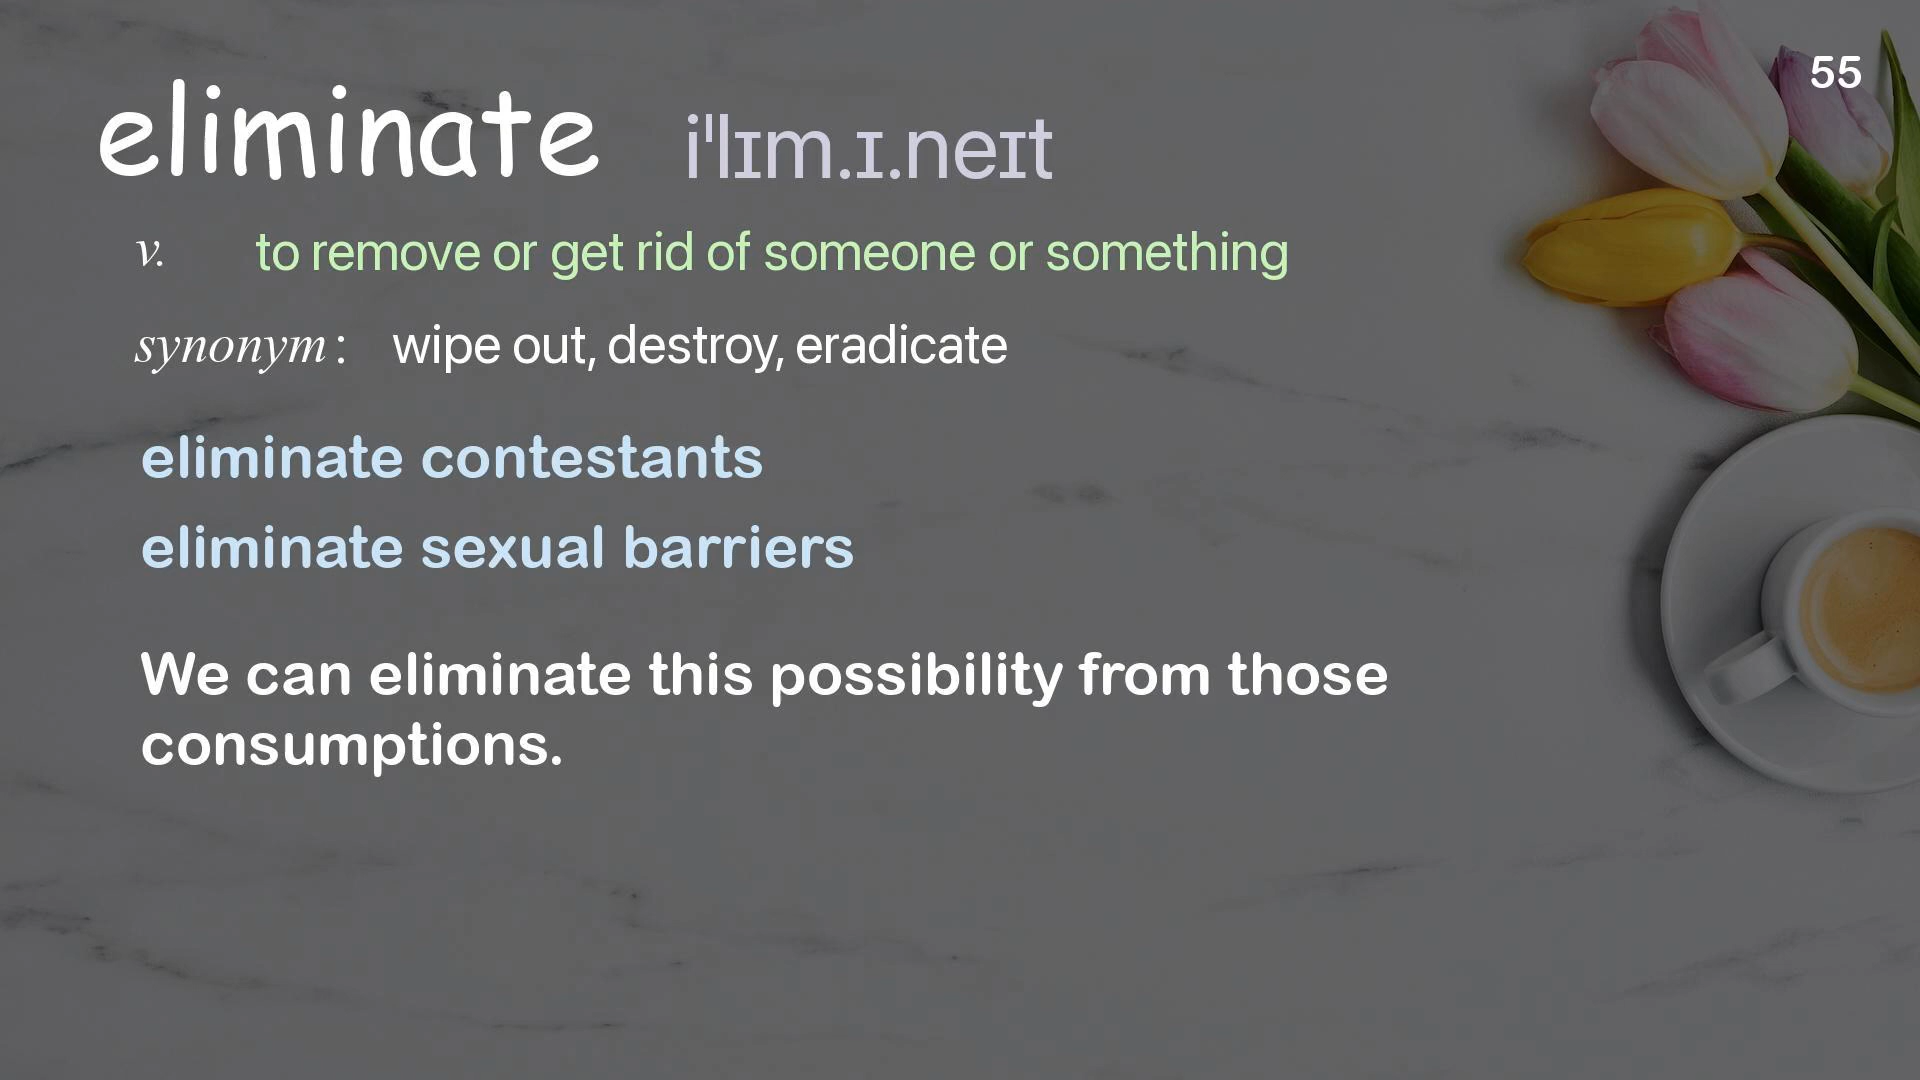 55
eliminate iˈlɪm.ɪ.neɪt
v. to remove or get rid of someone or something
synonym: wipe out, destroy, eradicate
eliminate contestants
eliminate sexual barriers
We can eliminate this possibility from those
consumptions.